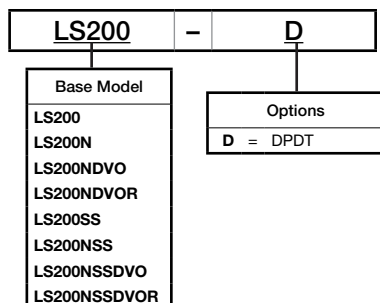 LS200 – D
Base Model
LS200
LS200N
LS200NDVO
LS200NDVOR
LS200SS
LS200NSS
LS200NSSDVO
LS200NSSDVOR
Options
D = DPDT